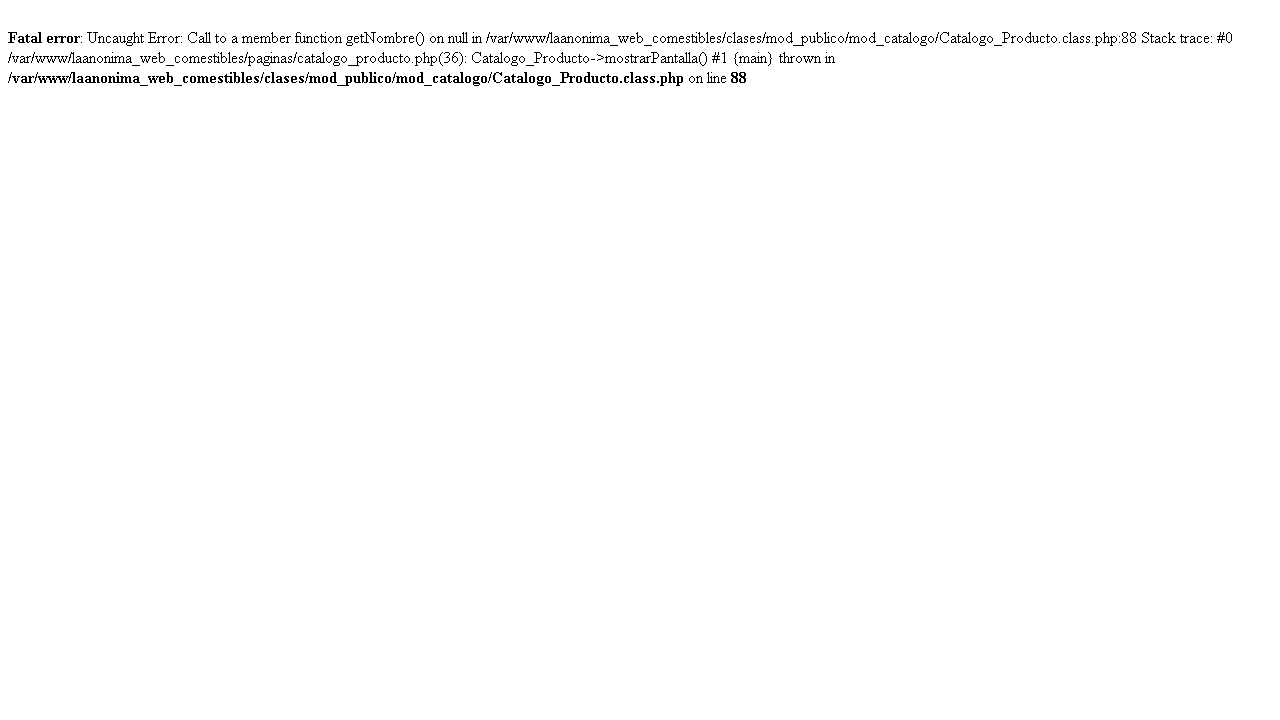 Fatal error: Uncaught Error: Call to a member function getNombre() on null in /var/www/laanonima_web_comestibles/clases/mod_publico/mod_catalogo/Catalogo_Producto.class.php:88 Stack trace: #0
/var/www/laanonima_web_comestibles/paginas/catalogo_producto.php(36): Catalogo_Producto->mostrarPantalla() #1 {main} thrown in
/var/www/laanonima_web_comestibles/clases/mod_publico/mod_catalogo/Catalogo_Producto.class.php on line 88